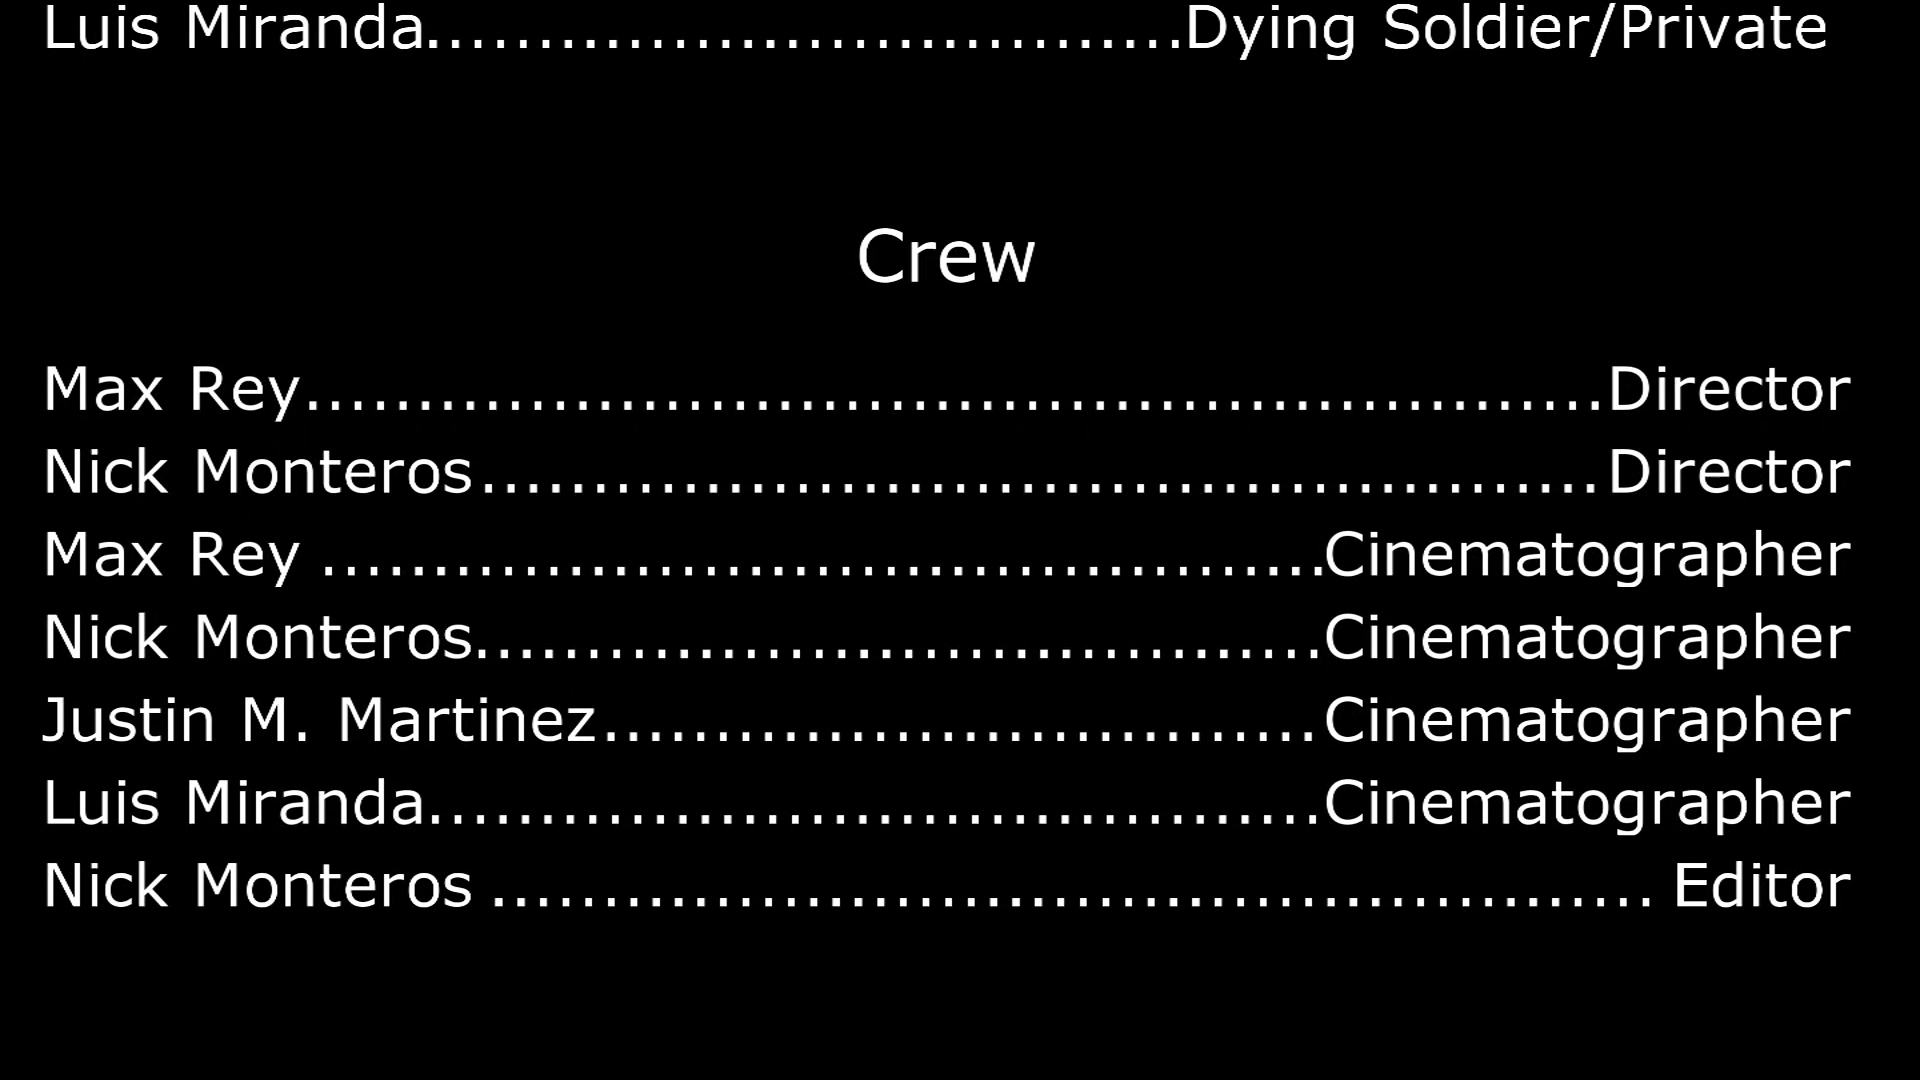 Luis Miranda..................................Dying Soldier/Private
Crew
Max Rey..........................................................Director
Nick Monteros..................................................Director
Max Rey .............................................Cinematographer
Nick Monteros......................................Cinematographer
Justin M. Martinez................................Cinematographer
Luis Miranda........................................Cinematographer
Nick Monteros .................................................... Editor